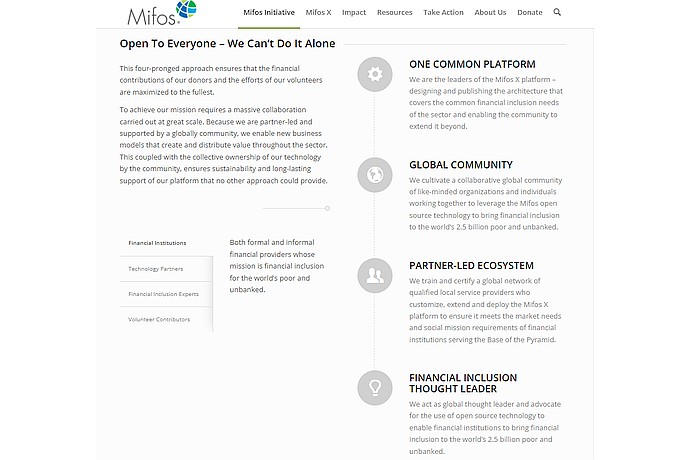 Mifos
Mifos Initiative Mifos X Impact Resources Take Action About Us Donate
Open To Everyone – We Can't Do It Alone
This four-pronged approach ensures that the financial
contributions of our donors and the efforts of our volunteers
are maximized to the fullest.
To achieve our mission requires a massive collaboration
carried out at great scale. Because we are partner-led and
supported by a globally community, we enable new business
models that create and distribute value throughout the sector.
This coupled with the collective ownership of our technology
by the community, ensures sustainability and long-lasting
support of our platform that no other approach could provide.
Financial Institutions
Technology Partners
Financial Inclusion Experts
Volunteer Contributors
Both formal and informal
financial providers whose
mission is financial inclusion
for the world's poor and
unbanked.
ONE COMMON PLATFORM
We are the leaders of the Mifos X platform –
designing and publishing the architecture that
covers the common financial inclusion needs
of the sector and enabling the community to
extend it beyond.
GLOBAL COMMUNITY
We cultivate a collaborative global community
of like-minded organizations and individuals
working together to leverage the Mifos open
source technology to bring financial inclusion
to the world's 2.5 billion poor and unbanked.
PARTNER-LED ECOSYSTEM
We train and certify a global network of
qualified local service providers who
customize, extend and deploy the Mifos X
platform to ensure it meets the market needs
and social mission requirements of financial
institutions serving the Base of the Pyramid.
FINANCIAL INCLUSION
THOUGHT LEADER
We act as global thought leader and advocate
for the use of open source technology to
enable financial institutions to bring financial
inclusion to the world's 2.5 billion poor and
unbanked.